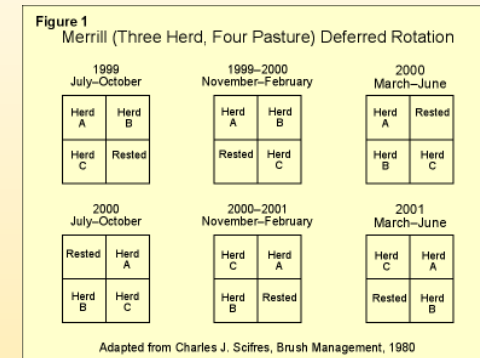 Figure 1
Merrill (Three Herd, Four Pasture) Deferred Rotation
1999
July–October
Herd A
Herd B
Herd C
Rested
1999–2000
November–February
Herd A
Herd B
Rested
Herd C
2000
March–June
Herd A
Rested
Herd B
Herd C
2000
July–October
Rested
Herd A
Herd B
Herd C
2000–2001
November–February
Herd C
Herd A
Herd B
Rested
2001
March–June
Herd C
Herd A
Rested
Herd B
Adapted from Charles J. Scifres, Brush Management, 1980